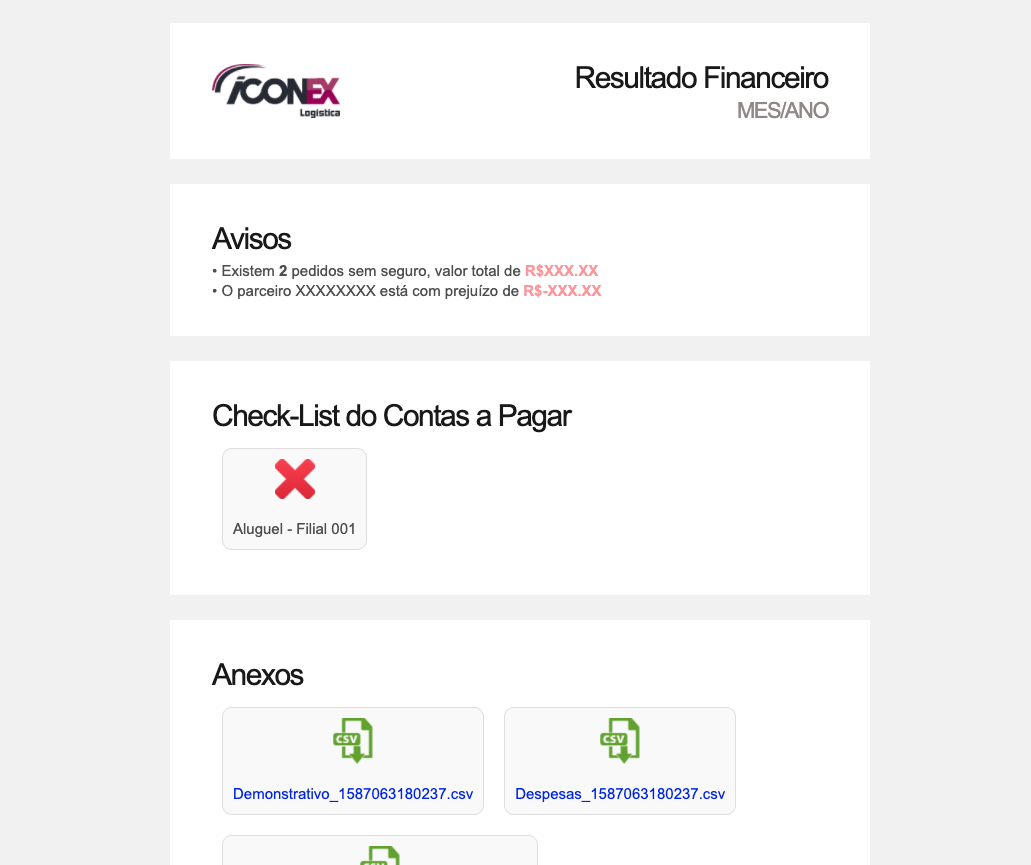 iCONEX
Logística
Resultado Financeiro
MES/ANO
Avisos
• Existem 2 pedidos sem seguro, valor total de R$XXX.XX
• O parceiro XXXXXXXX está com prejuízo de R$-XXX.XX
Check-List do Contas a Pagar
Aluguel - Filial 001
Anexos
CSV
CSV
Demonstrativo_1587063180237.csv
Despesas_1587063180237.csv